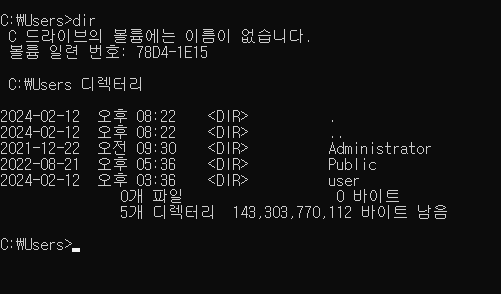 C:₩Users>dir
C 드라이브의 볼륨에는 이름이 없습니다.
볼륨 일련 번호: 78D4-1E15
C:₩Users 디렉터리
2024-02-12 오후 08:22 <DIR> .
2024-02-12 오후 08:22 <DIR> ..
2021-12-22 오전 09:30 <DIR> Administrator
2022-08-21 오후 05:36 <DIR> Public
2024-02-12 오후 03:36 <DIR> user
0개 파일 0 바이트
5개 디렉터리 143,303,770,112 바이트 남음
C:₩Users>